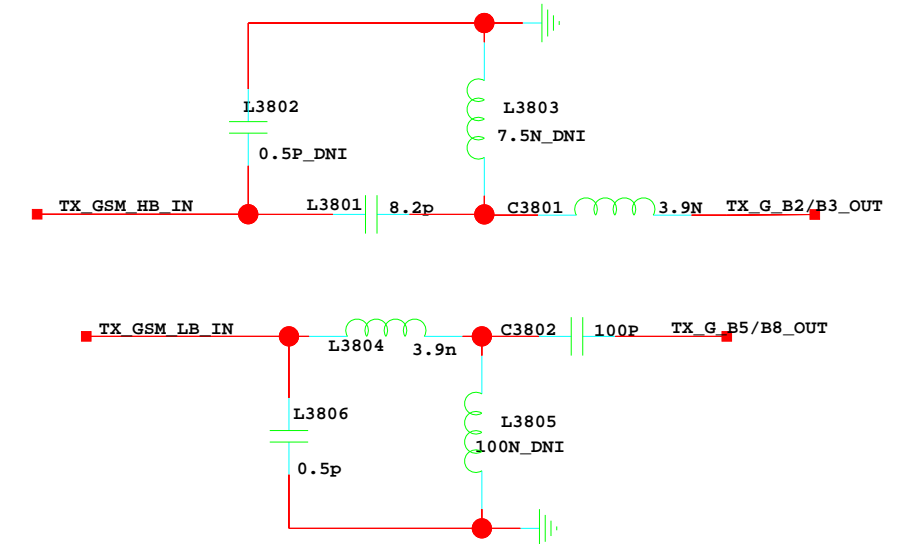 L3802
L3803
7.5N_DNI
0.5P_DNI
TX_GSM_HB_IN
L3801
8.2p
C3801
3.9N
TX_G_B2/B3_OUT
TX_GSM_LB_IN
L3804
3.9n
C3802
100P
TX_G_B5/B8_OUT
L3806
L3805
100N_DNI
0.5p